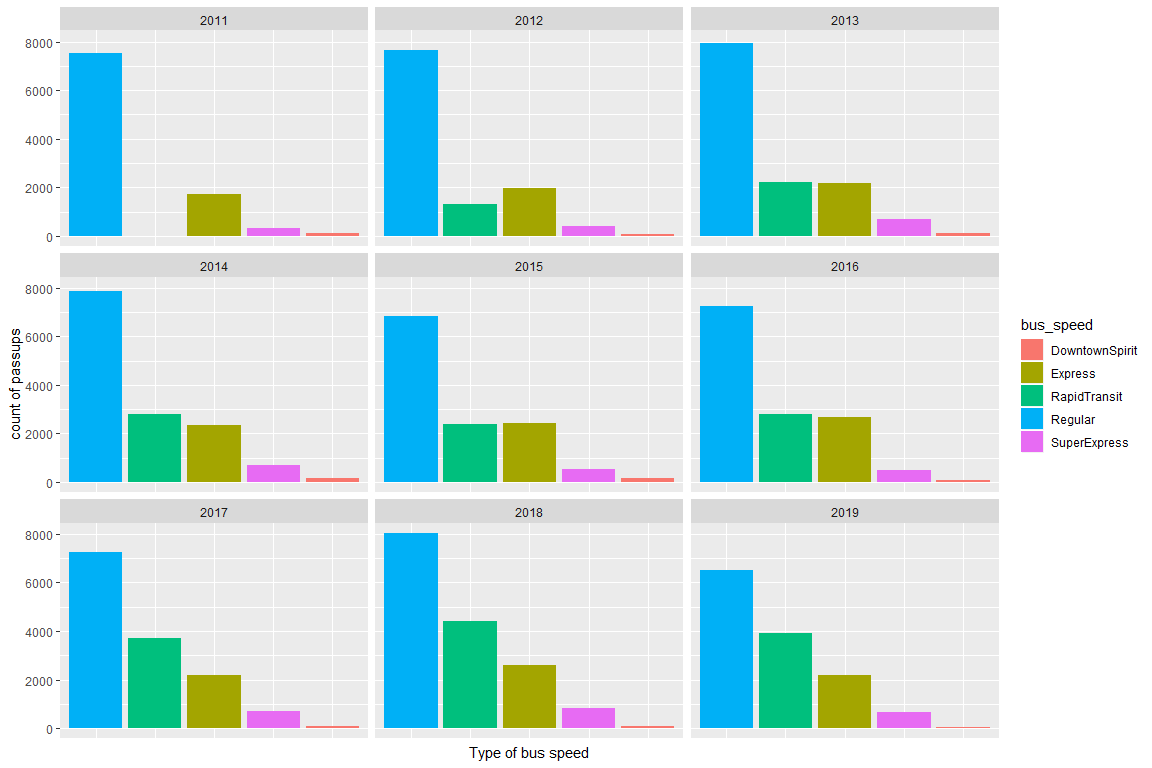 2011 2012 2013
8000
6000
4000
2000
0
2014 2015 2016
8000
6000
4000
2000
0
2017 2018 2019
8000
6000
4000
2000
0
count of passups
Type of bus speed
bus_speed
DowntownSpirit
Express
RapidTransit
Regular
SuperExpress